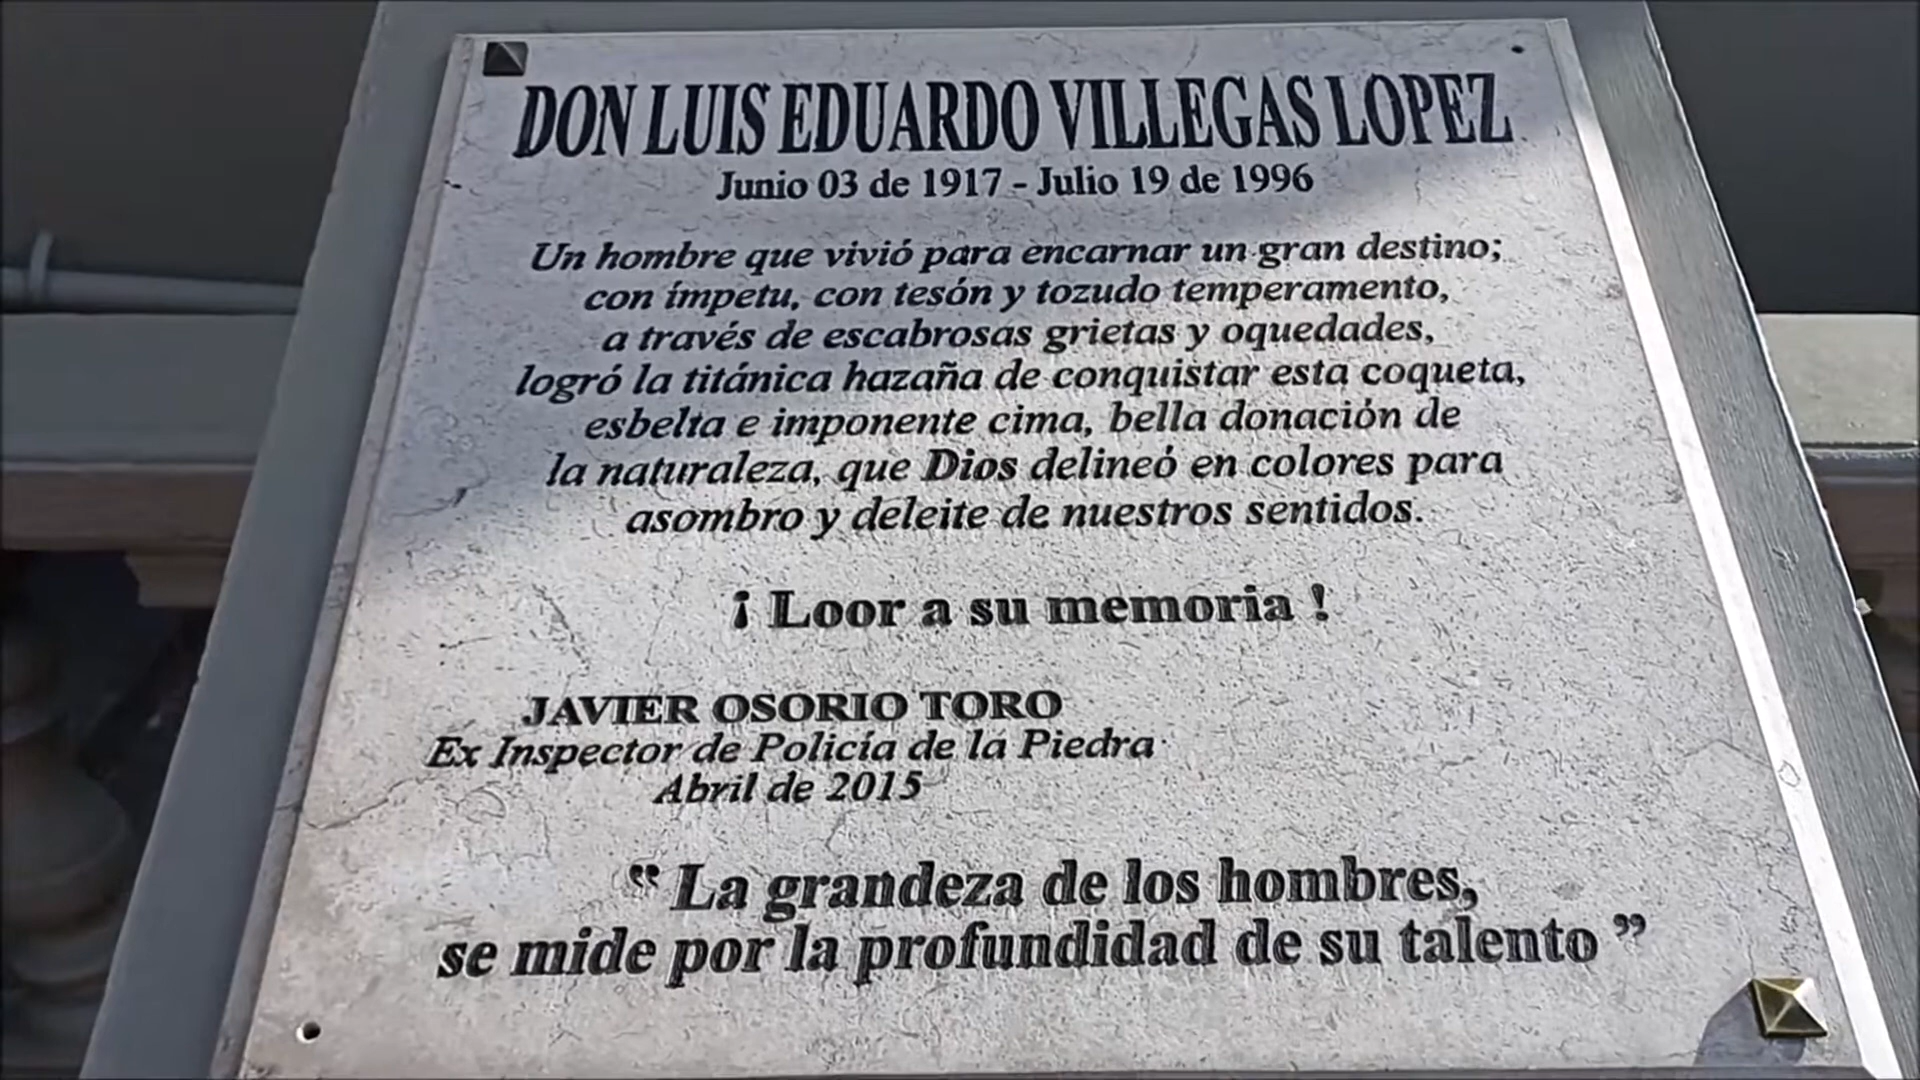 DON LUIS EDUARDO VILLEGAS LOPEZ
Junio 03 de 1917 - Julio 19 de 1996
Un hombre que vivió para encarnar un gran destino;
con ímpetu, con tesón y tozudo temperamento,
a través de escabrosas grietas y oquedades,
logró la titánica hazaña de conquistar esta coqueta,
esbelta e imponente cima, bella donación de
la naturaleza, que Dios delineó en colores para
asombro y deleite de nuestros sentidos.
¡ Loor a su memoria !
JAVIER OSORIO TORO
Ex Inspector de Policía de la Piedra
Abril de 2015
“ La grandeza de los hombres,
se mide por la profundidad de su talento ”